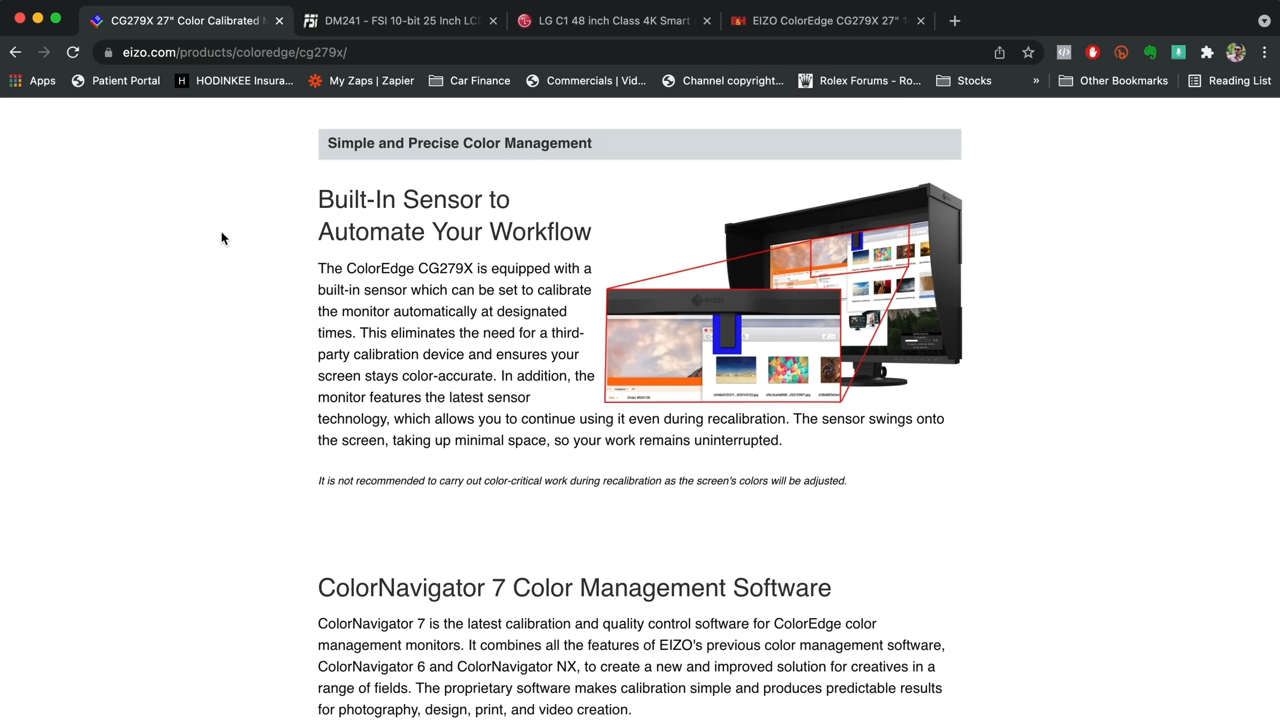 CG279X 27" Color Calibrated
DM241 - FSI 10-bit 25 Inch LC
LG C1 48 inch Class 4K Smart
EIZO ColorEdge CG279X 27"
eizo.com/products/coloredge/cg279x/
Apps
Patient Portal
HODINKEE Insura...
My Zaps | Zapier
Car Finance
Commercials | Vid...
Channel copyright...
Rolex Forums - Ro...
Stocks
»
Other Bookmarks
Reading List
Simple and Precise Color Management
Built-In Sensor to
Automate Your Workflow
The ColorEdge CG279X is equipped with a
built-in sensor which can be set to calibrate
the monitor automatically at designated
times. This eliminates the need for a third-
party calibration device and ensures your
screen stays color-accurate. In addition, the
monitor features the latest sensor
technology, which allows you to continue using it even during recalibration. The sensor swings onto
the screen, taking up minimal space, so your work remains uninterrupted.
It is not recommended to carry out color-critical work during recalibration as the screen's colors will be adjusted.
ColorNavigator 7 Color Management Software
ColorNavigator 7 is the latest calibration and quality control software for ColorEdge color
management monitors. It combines all the features of EIZO's previous color management software,
ColorNavigator 6 and ColorNavigator NX, to create a new and improved solution for creatives in a
range of fields. The proprietary software makes calibration simple and produces predictable results
for photography, design, print, and video creation.